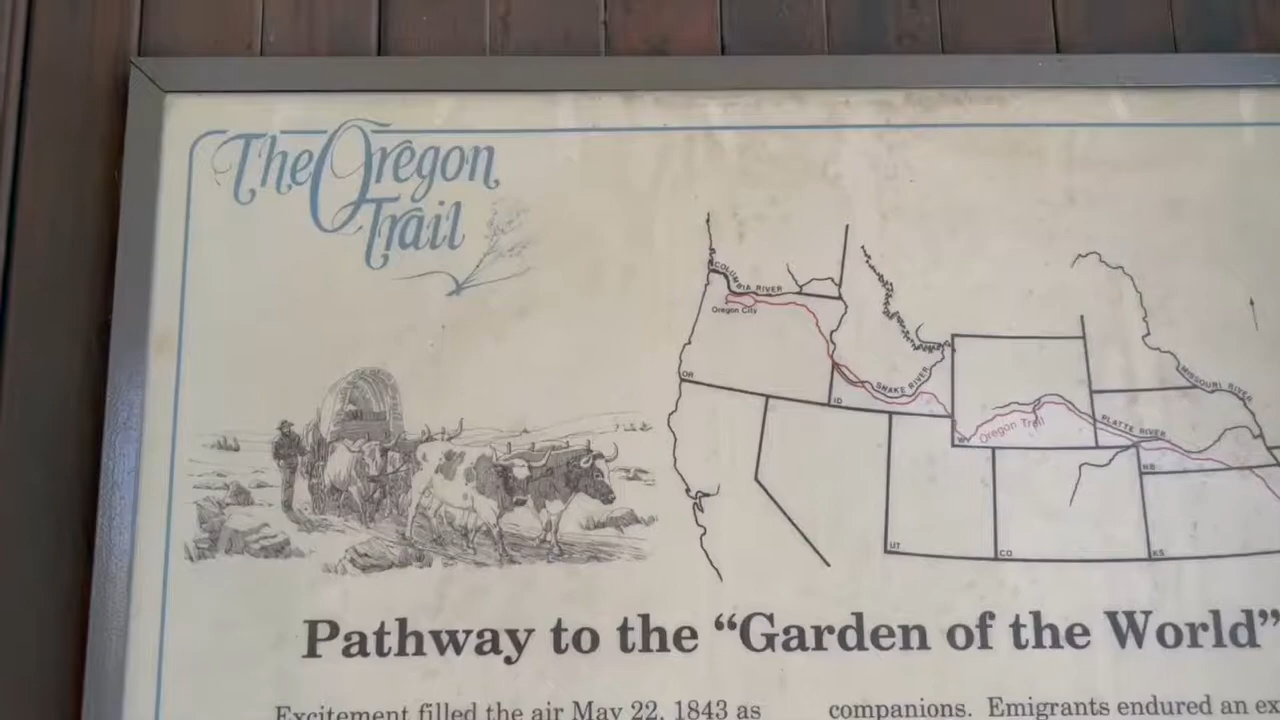 The Oregon
Trail
COLUMBIA RIVER
Oregon City
OR
ID
SNAKE RIVER
MISSOURI RIVER
Oregon Trail
PLATTE RIVER
NB
UT
CO
KS
Pathway to the “Garden of the World”
Excitement filled the air May 22, 1843 as
companions. Emigrants endured an ex